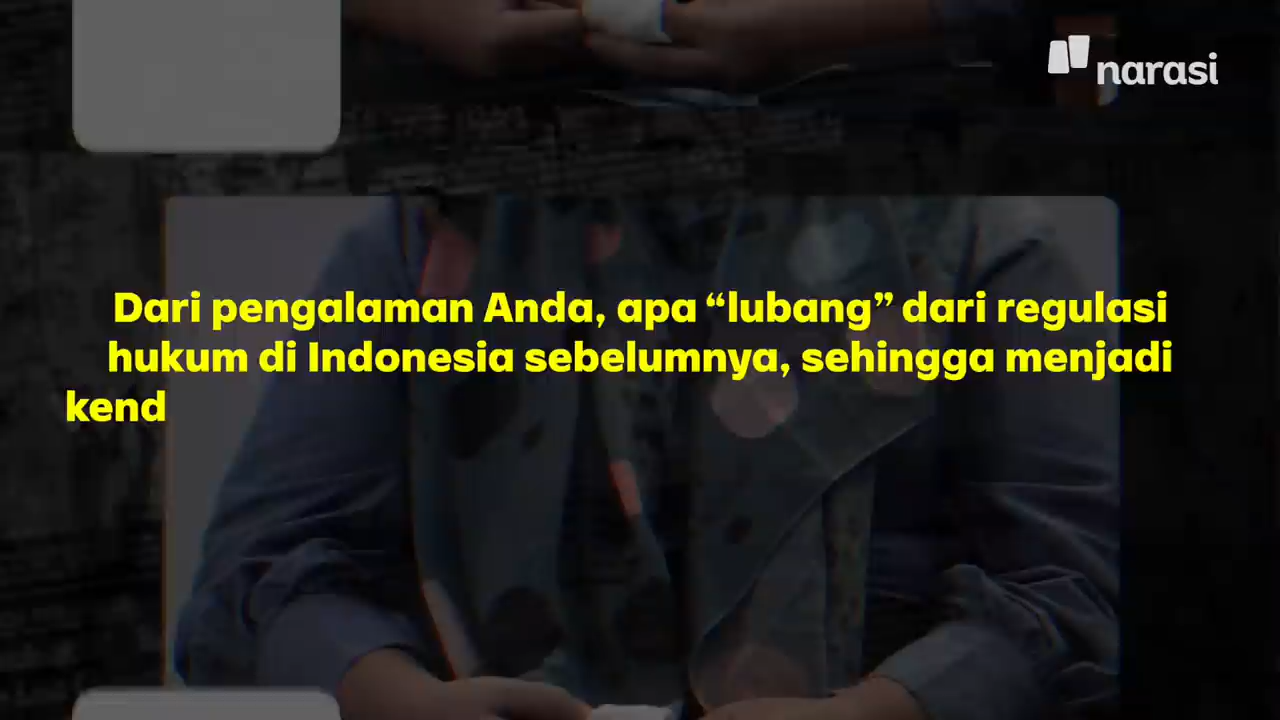 narasi
Dari pengalaman Anda, apa “lubang” dari regulasi
hukum di Indonesia sebelumnya, sehingga menjadi
kend